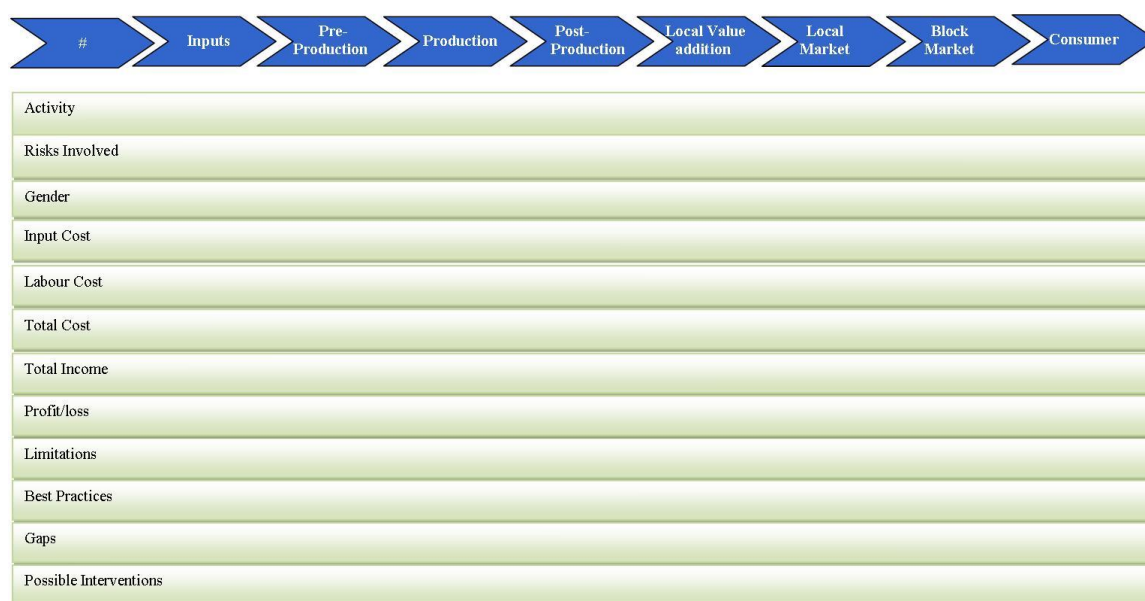 #
Inputs
Pre-
Production
Production
Post-
Production
Local Value
addition
Local
Market
Block
Market
Consumer
Activity
Risks Involved
Gender
Input Cost
Labour Cost
Total Cost
Total Income
Profit/loss
Limitations
Best Practices
Gaps
Possible Interventions